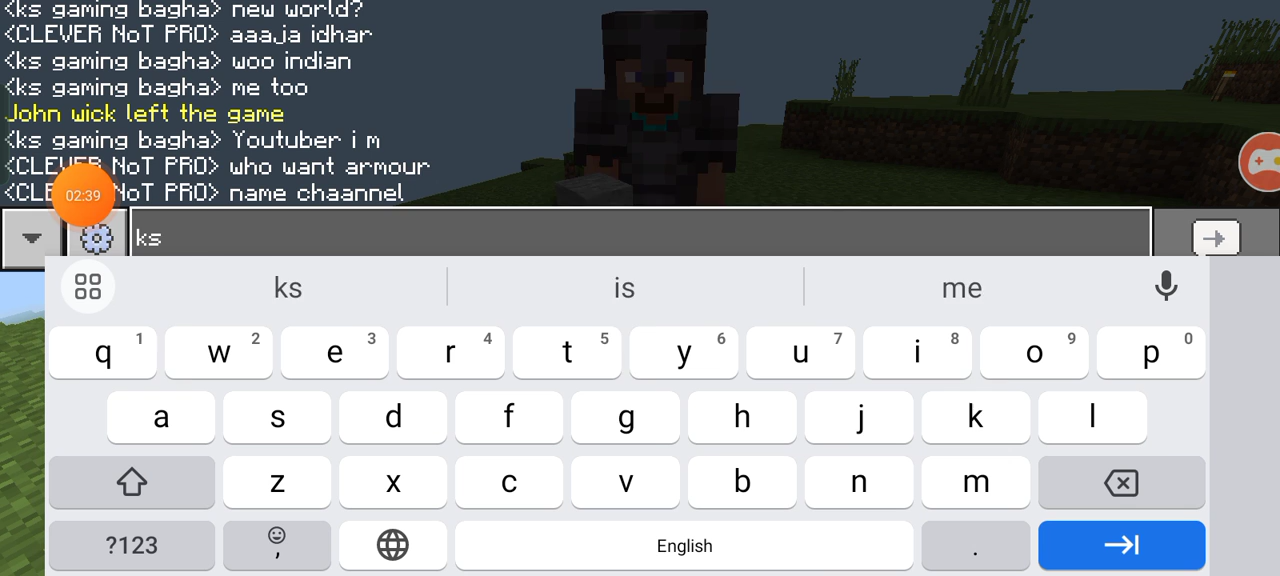 <ks gaming bagha> new world?
<CLEVER NoT PRO> aaaja idhar
<ks gaming bagha> woo indian
<ks gaming bagha> me too
John wick left the game
<ks gaming bagha> Youtuber i m
<CLEVER NoT PRO> who want armour
<CLE NoT PRO> name chaannel
02:39
ks
ks is me
q 1 w 2 e 3 r 4 t 5 y 6 u 7 i 8 o 9 p 0
a s d f g h j k l
z x c v b n m
?123 , English .